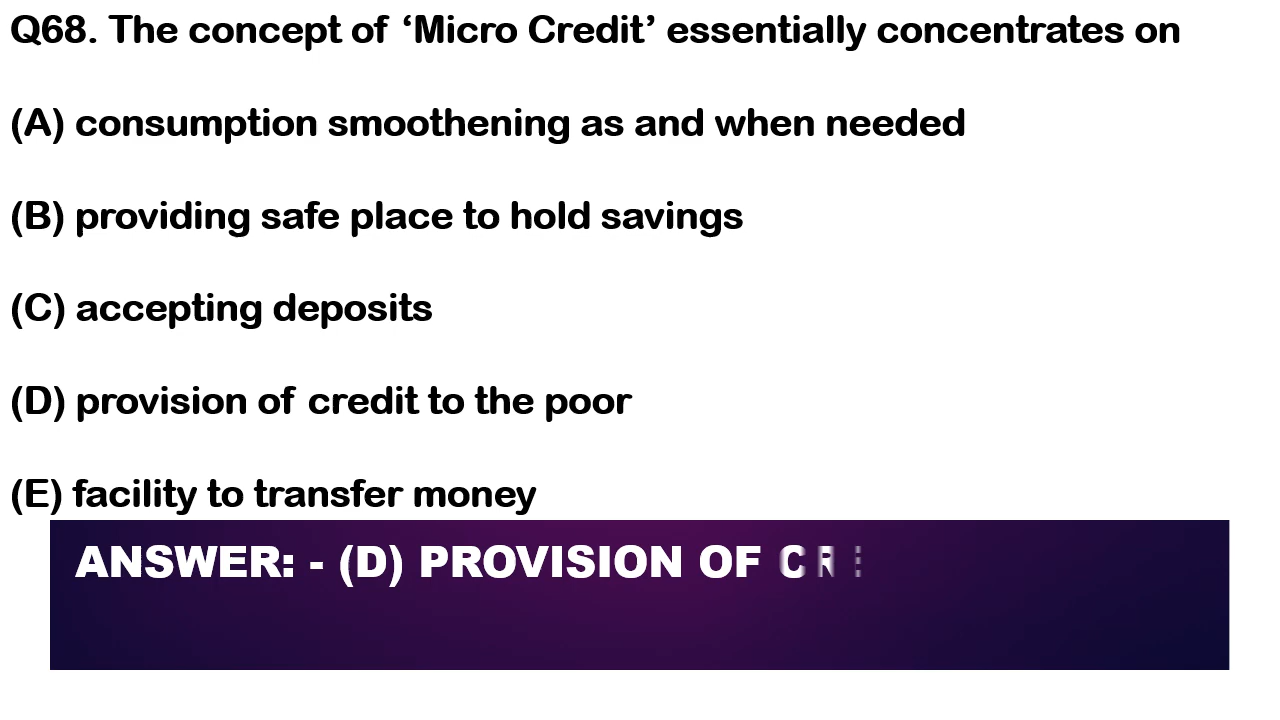 Q68. The concept of ‘Micro Credit’ essentially concentrates on
(A) consumption smoothening as and when needed
(B) providing safe place to hold savings
(C) accepting deposits
(D) provision of credit to the poor
(E) facility to transfer money
ANSWER: - (D) PROVISION OF